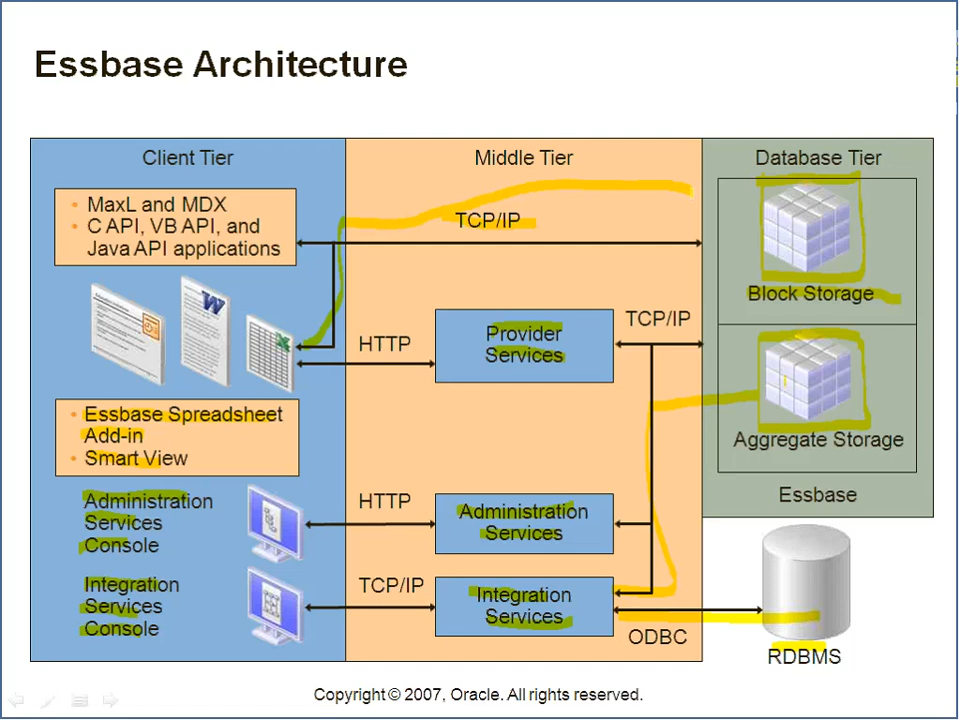 Essbase Architecture
Client Tier
Middle Tier
Database Tier
• MaxL and MDX
• C API, VB API, and
Java API applications
TCP/IP
Block Storage
W
X
HTTP
Provider
Services
TCP/IP
Aggregate Storage
• Essbase Spreadsheet
Add-in
• Smart View
Essbase
Administration
Services
Console
HTTP
Administration
Services
Integration
Services
Console
TCP/IP
Integration
Services
ODBC
RDBMS
Copyright © 2007, Oracle. All rights reserved.